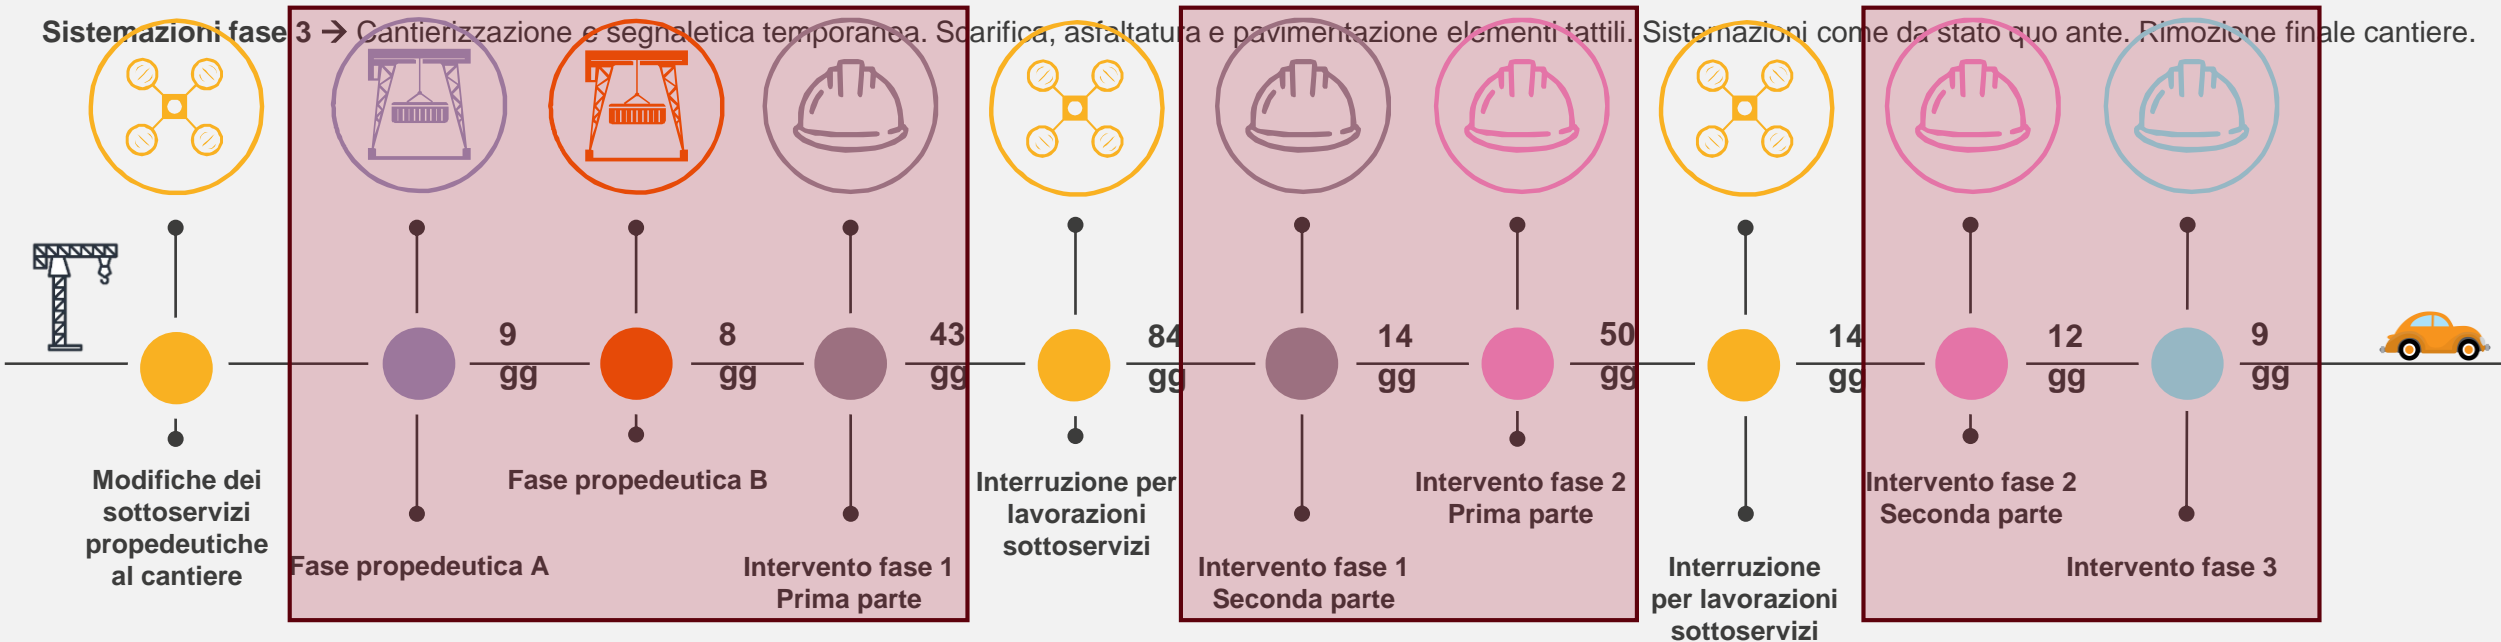 Sistemazioni fase 3 → Cantierizzazione e segnaletica temporanea. Scarifica, asfaltatura e pavimentazione elementi tattili. Sistemazioni come da stato quo ante. Rimozione finale cantiere.
9
gg
8
gg
43
gg
84
gg
14
gg
50
gg
14
gg
12
gg
9
gg
Modifiche dei
sottoservizi
propedeutiche
al cantiere
Fase propedeutica A
Fase propedeutica B
Intervento fase 1
Prima parte
Interruzione per
lavorazioni
sottoservizi
Intervento fase 1
Seconda parte
Intervento fase 2
Prima parte
Interruzione
per lavorazioni
sottoservizi
Intervento fase 2
Seconda parte
Intervento fase 3